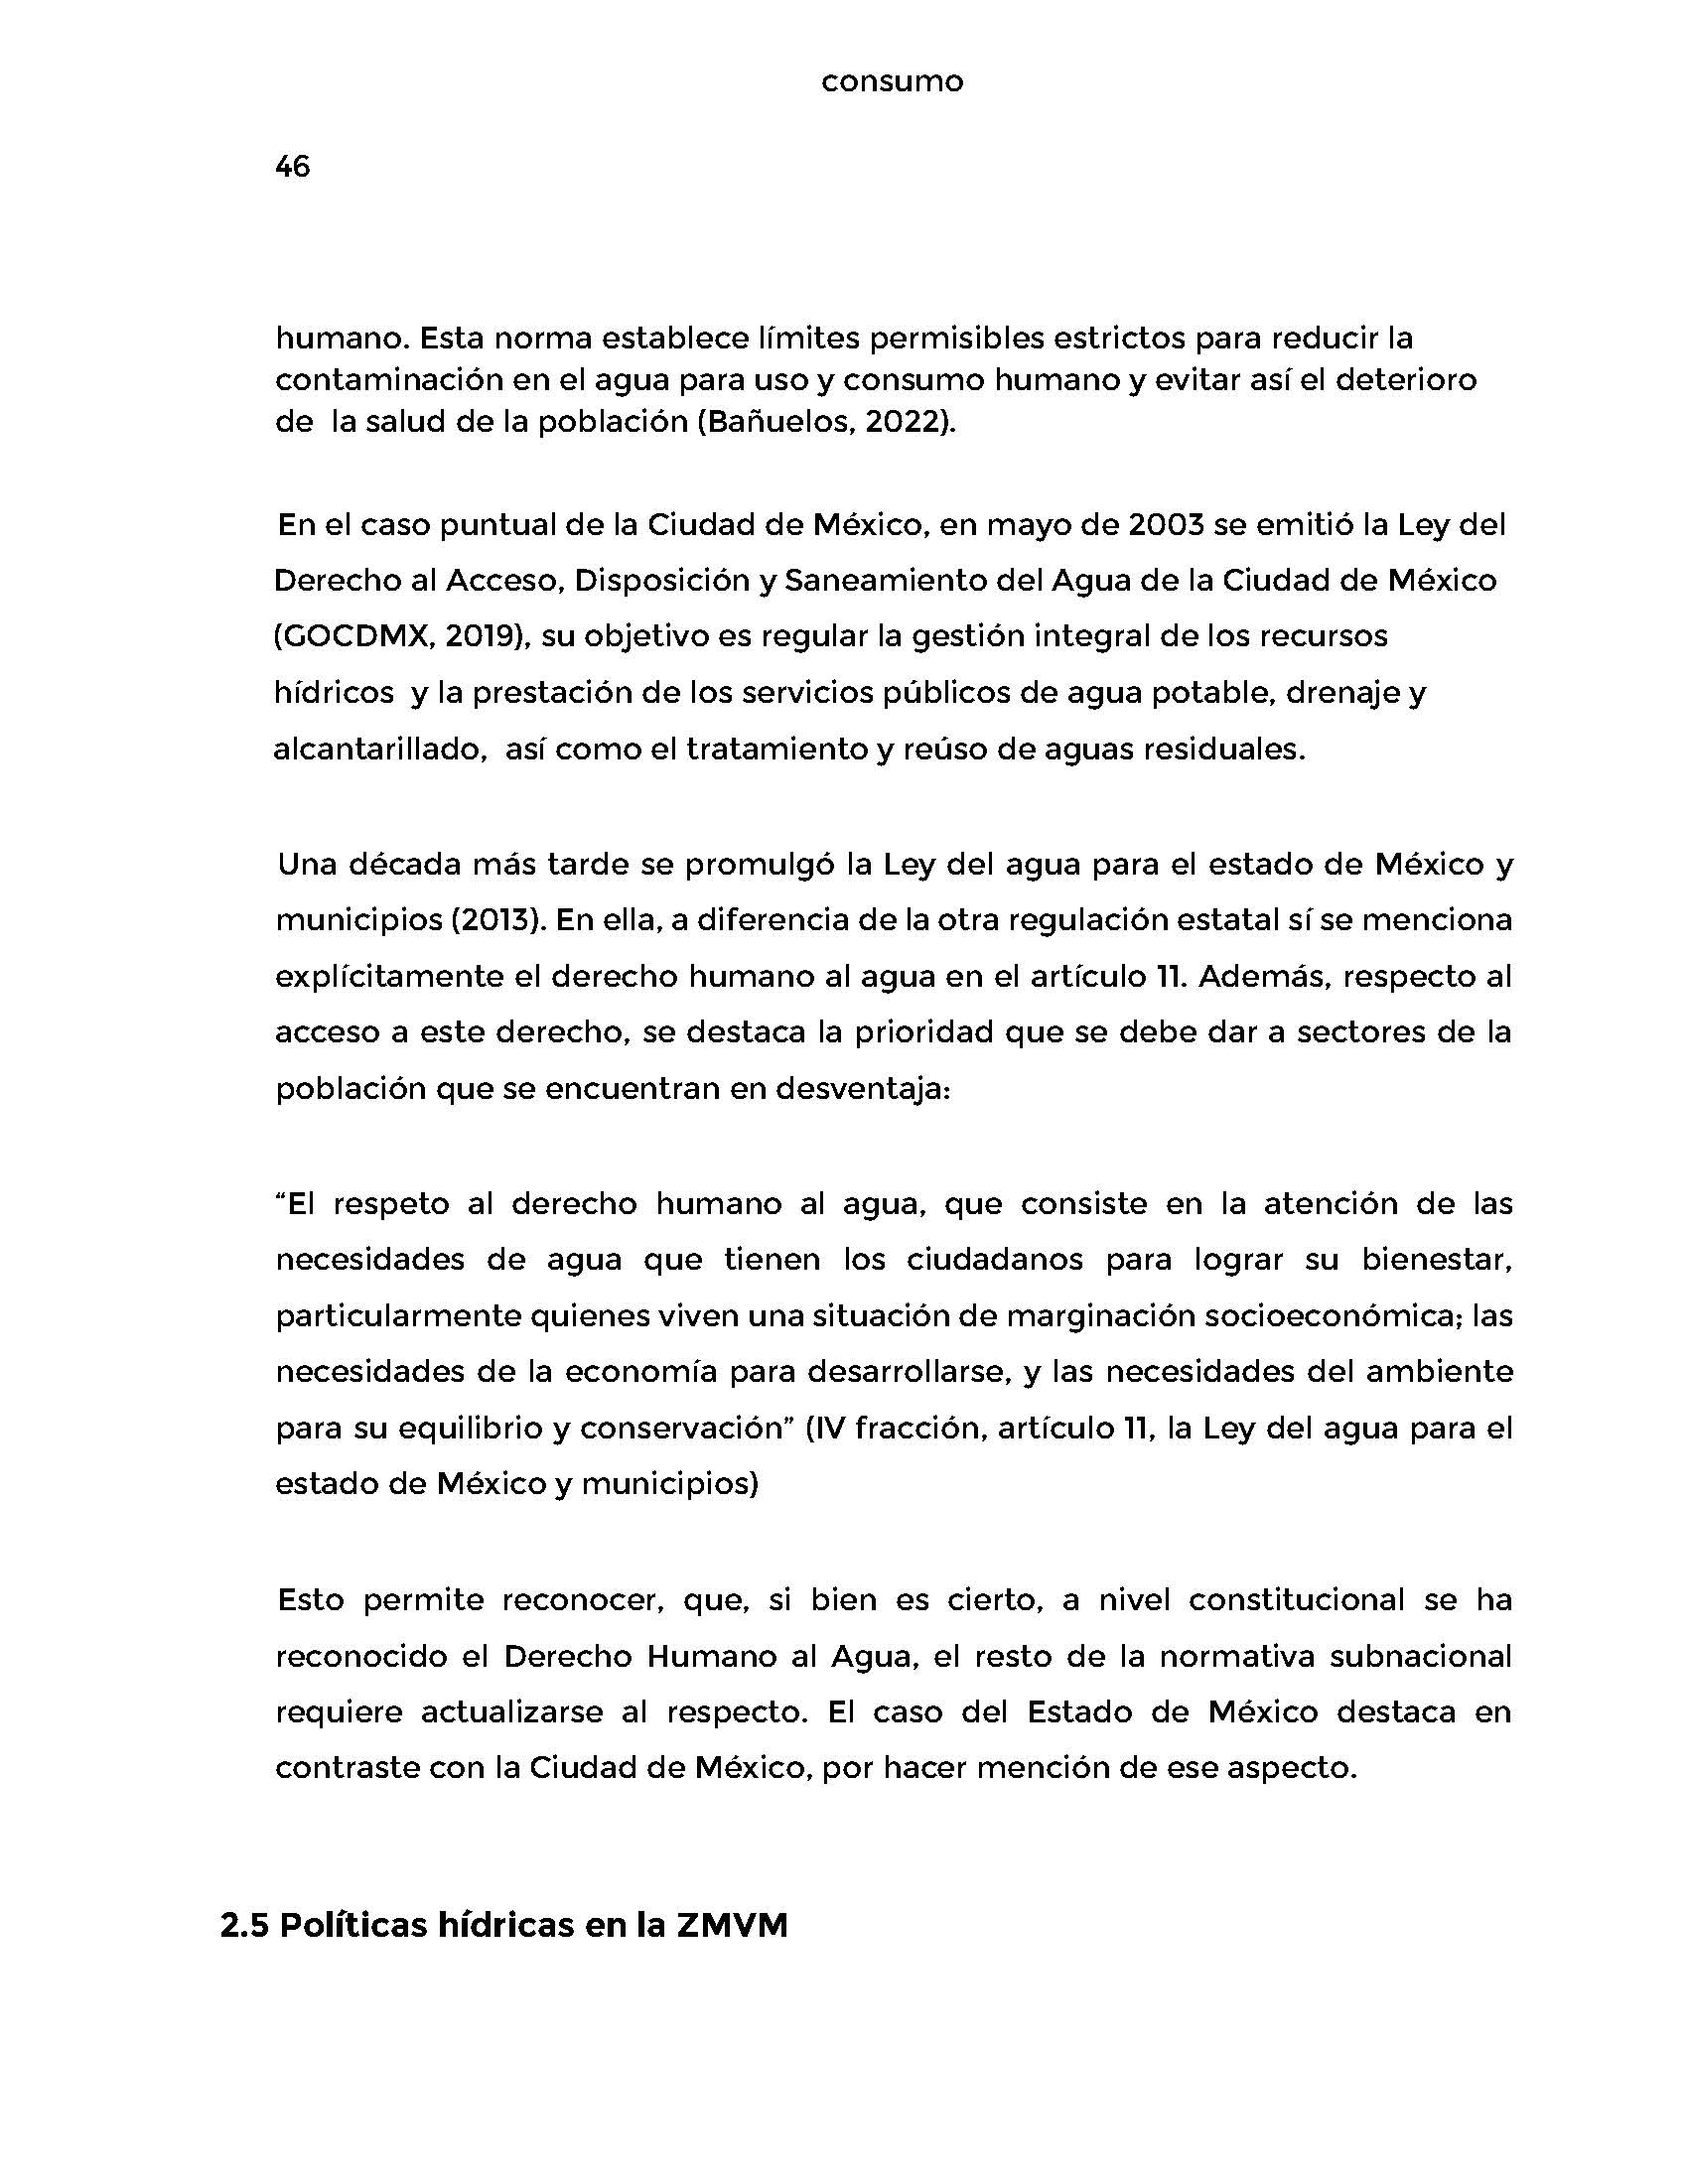 consumo
46
humano. Esta norma establece límites permisibles estrictos para reducir la
contaminación en el agua para uso y consumo humano y evitar así el deterioro
de la salud de la población (Bañuelos, 2022).
En el caso puntual de la Ciudad de México, en mayo de 2003 se emitió la Ley del
Derecho al Acceso, Disposición y Saneamiento del Agua de la Ciudad de México
(GOCDMX, 2019), su objetivo es regular la gestión integral de los recursos
hídricos y la prestación de los servicios públicos de agua potable, drenaje y
alcantarillado, así como el tratamiento y reúso de aguas residuales.
Una década más tarde se promulgó la Ley del agua para el estado de México y
municipios (2013). En ella, a diferencia de la otra regulación estatal sí se menciona
explícitamente el derecho humano al agua en el artículo 11. Además, respecto al
acceso a este derecho, se destaca la prioridad que se debe dar a sectores de la
población que se encuentran en desventaja:
“El respeto al derecho humano al agua, que consiste en la atención de las
necesidades de agua que tienen los ciudadanos para lograr su bienestar,
particularmente quienes viven una situación de marginación socioeconómica; las
necesidades de la economía para desarrollarse, y las necesidades del ambiente
para su equilibrio y conservación” (IV fracción, artículo 11, la Ley del agua para el
estado de México y municipios)
Esto permite reconocer, que, si bien es cierto, a nivel constitucional se ha
reconocido el Derecho Humano al Agua, el resto de la normativa subnacional
requiere actualizarse al respecto. El caso del Estado de México destaca en
contraste con la Ciudad de México, por hacer mención de ese aspecto.
2.5 Políticas hídricas en la ZMVM